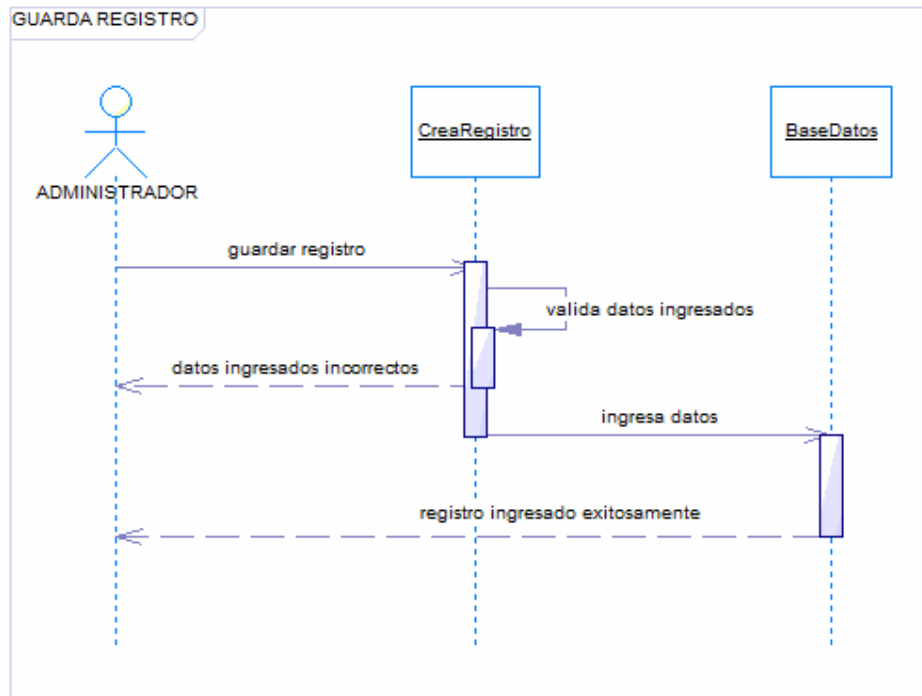 GUARDA REGISTRO
CreaRegistro
BaseDatos
ADMINISTRADOR
guardar registro
valida datos ingresados
datos ingresados incorrectos
ingresa datos
registro ingresado exitosamente